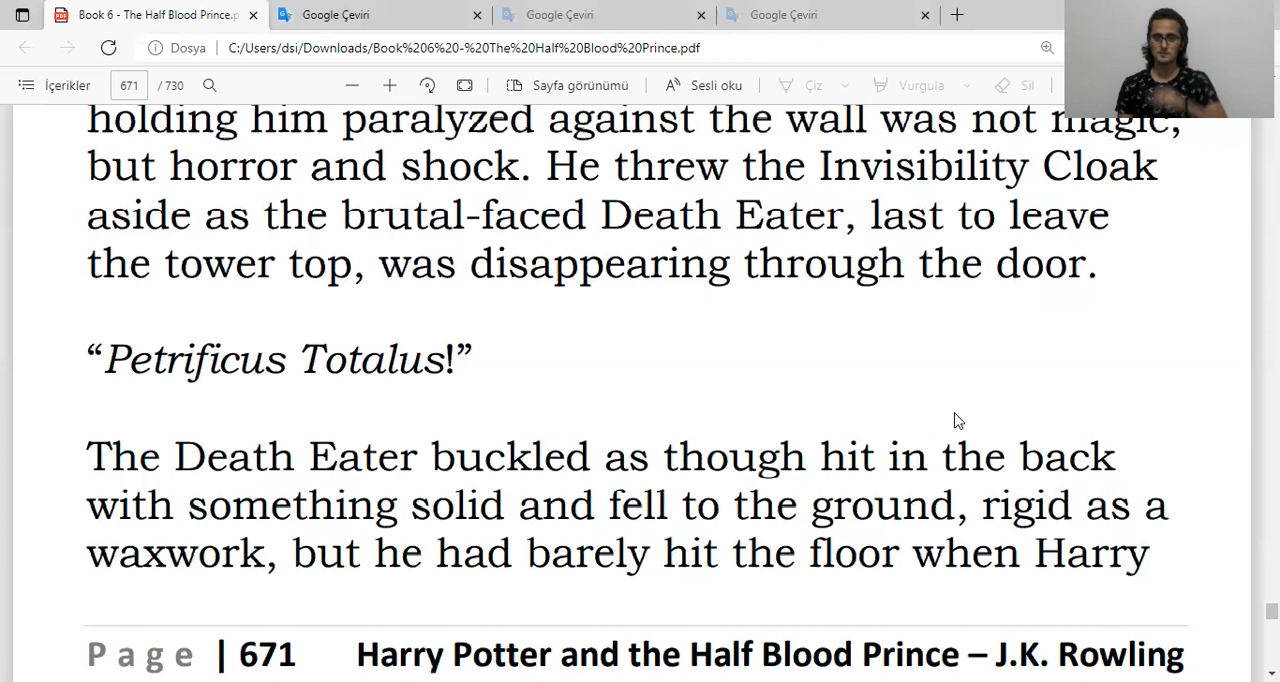 Book 6 - The Half Blood Prince.p
Google Çeviri
Google Çeviri
Google Çeviri
Dosya
C:/Users/dsi/Downloads/Book%206%20-%20The%20Half%20Blood%20Prince.pdf
İçerikler
671
/ 730
Sayfa görünümü
Sesli oku
Çiz
Vurgula
Sil
holding him paralyzed against the wall was not magic,
but horror and shock. He threw the Invisibility Cloak
aside as the brutal-faced Death Eater, last to leave
the tower top, was disappearing through the door.
“Petrificus Totalus!”
The Death Eater buckled as though hit in the back
with something solid and fell to the ground, rigid as a
waxwork, but he had barely hit the floor when Harry
Page | 671 Harry Potter and the Half Blood Prince – J.K. Rowling